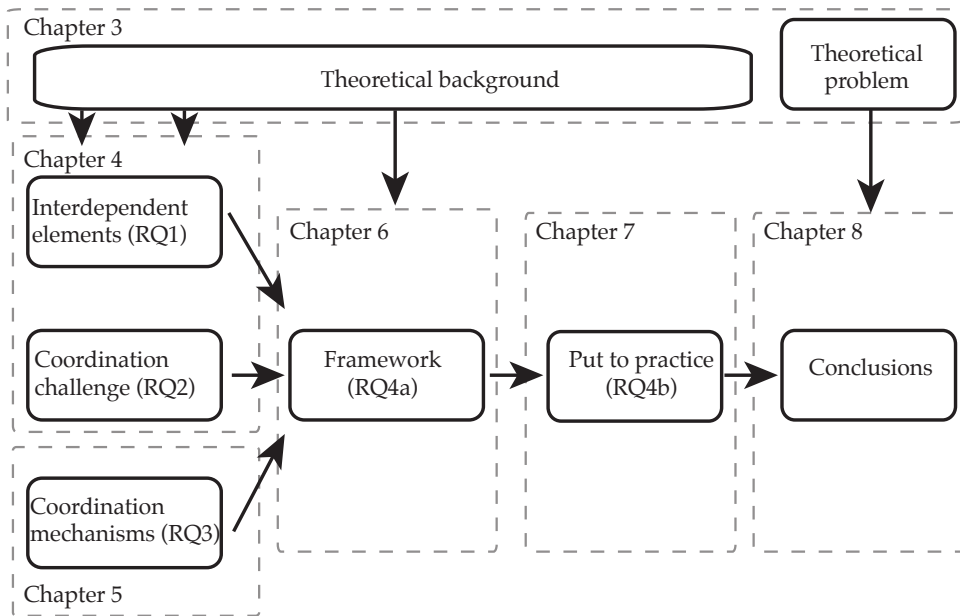 Chapter 3
Theoretical background
Theoretical
problem
Chapter 4
Interdependent
elements (RQ1)
Coordination
challenge (RQ2)
Coordination
mechanisms (RQ3)
Chapter 5
Chapter 6
Framework
(RQ4a)
Chapter 7
Put to practice
(RQ4b)
Chapter 8
Conclusions